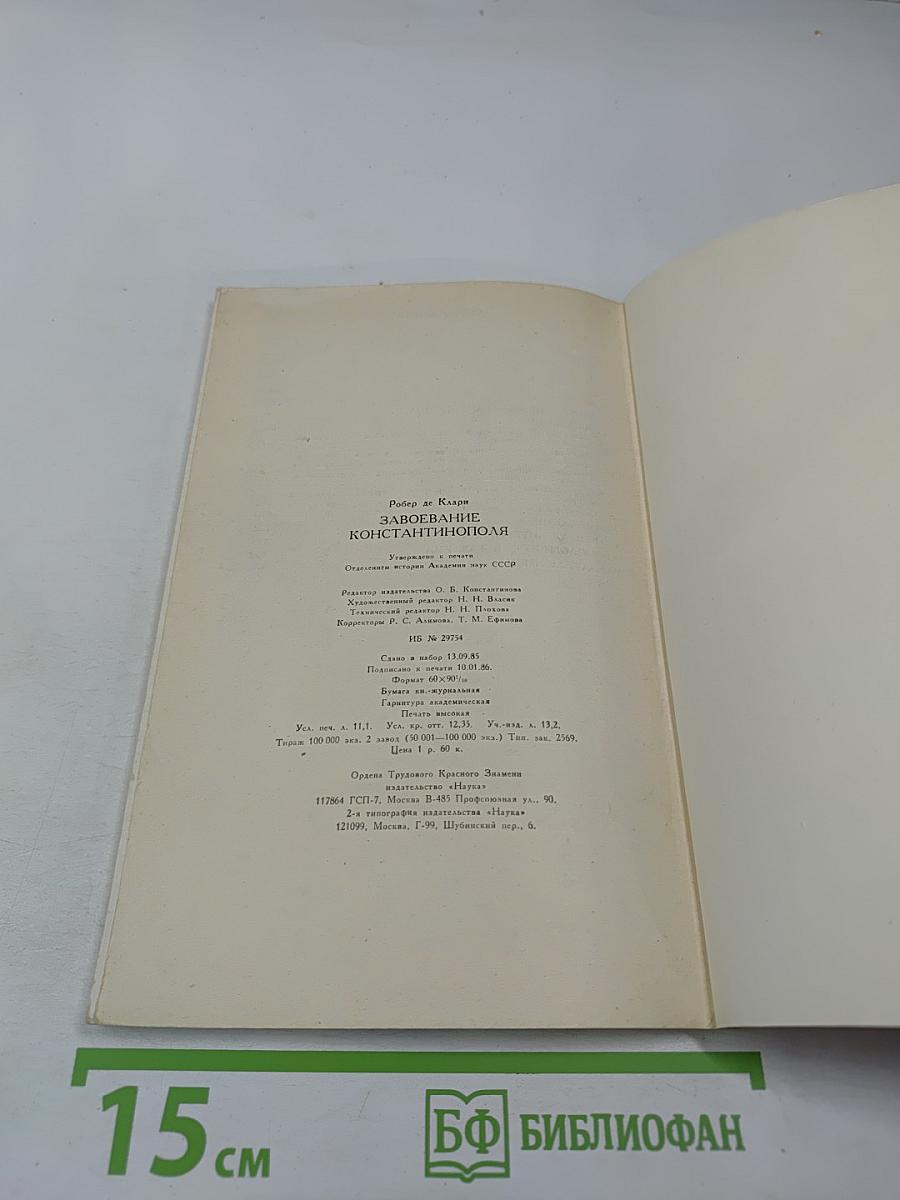 Робер де Клари
ЗАВОЕВАНИЕ
КОНСТАНТИНОПОЛЯ
Утверждено к печати
Отделением истории Академии наук СССР
Редактор издательства О. Б. Константинова
Художественный редактор Н. Н. Власик
Технический редактор Н. Н. Плохова
Корректоры Р. С. Алимова, Т. М. Ефимова
ИБ № 29754
Сдано в набор 13.09.85
Подписано к печати 10.01.86.
Формат 60×90¹/₁₆
Бумага кн.-журнальная
Гарнитура академическая
Печать высокая
Усл. печ. л. 11,1. Усл. кр. отт. 12,35. Уч.-изд. л. 13,2.
Тираж 100 000 экз. 2 завод (50 001—100 000 экз.) Тип. зак. 2569.
Цена 1 р. 60 к.
Ордена Трудового Красного Знамени
издательство «Наука»
117864 ГСП-7, Москва В-485 Профсоюзная ул., 90.
2-я типография издательства «Наука»
121099, Москва, Г-99, Шубинский пер., 6.
15 см
БФ БИБЛИОФАН